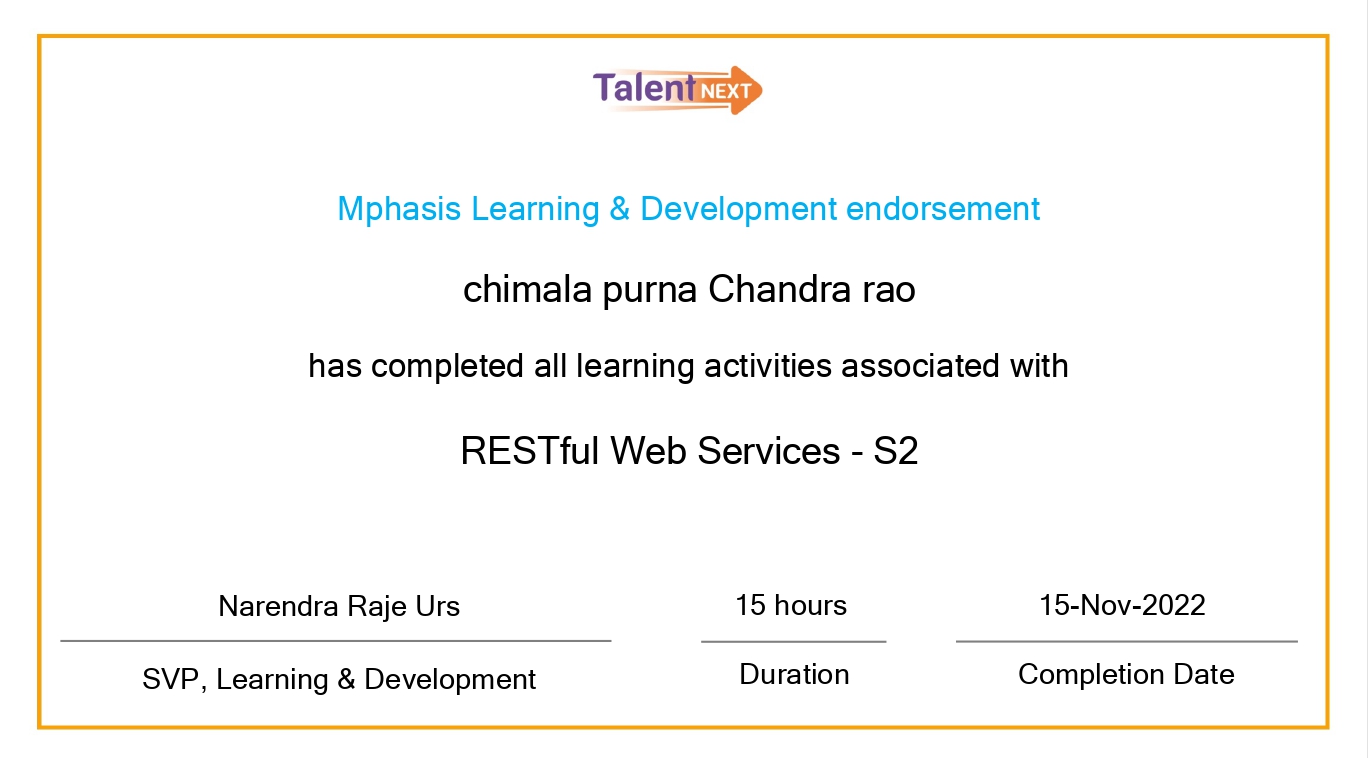 Talent NEXT
Mphasis Learning & Development endorsement
chimala purna Chandra rao
has completed all learning activities associated with
RESTful Web Services - S2
Narendra Raje Urs
SVP, Learning & Development
15 hours
Duration
15-Nov-2022
Completion Date